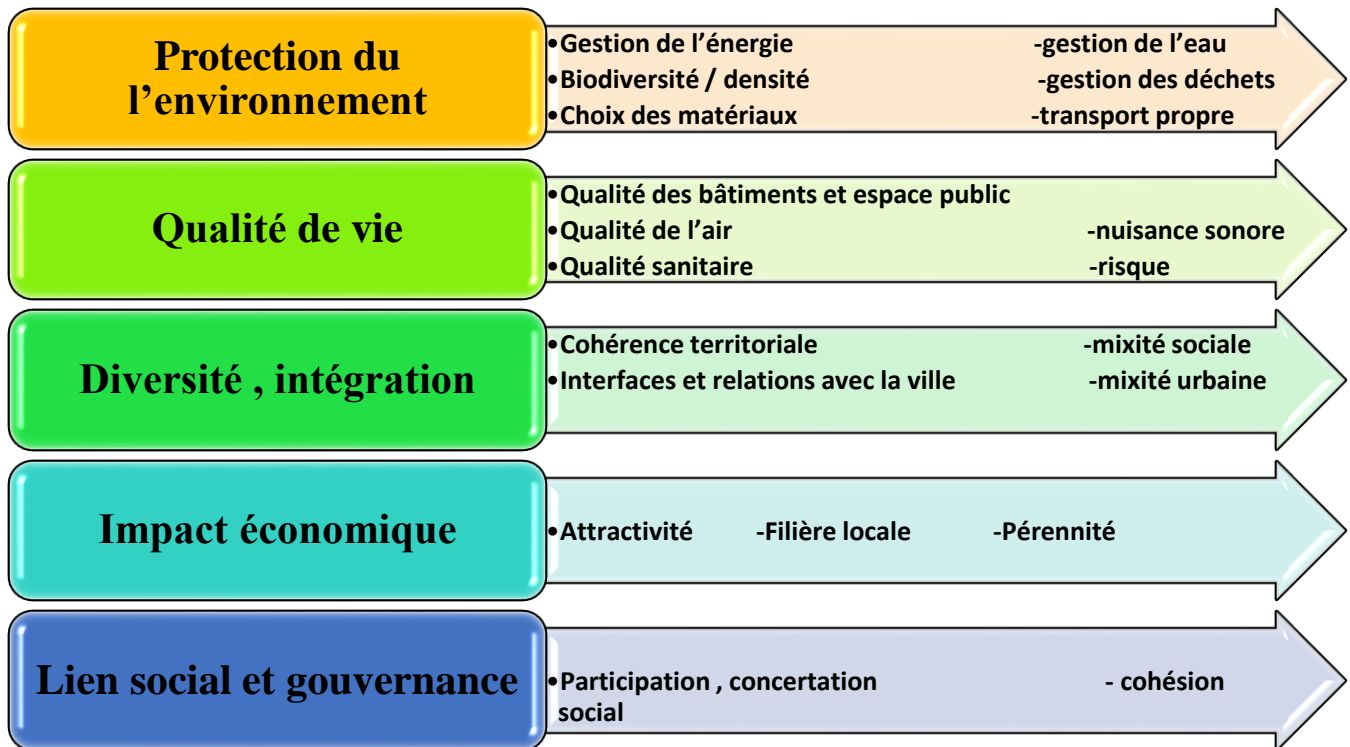 Protection du
l’environnement
•Gestion de l’énergie -gestion de l’eau
•Biodiversité / densité -gestion des déchets
•Choix des matériaux -transport propre
Qualité de vie
•Qualité des bâtiments et espace public
•Qualité de l’air -nuisance sonore
•Qualité sanitaire -risque
Diversité , intégration
•Cohérence territoriale -mixité sociale
•Interfaces et relations avec la ville -mixité urbaine
Impact économique
•Attractivité -Filière locale -Pérennité
Lien social et gouvernance
•Participation , concertation - cohésion
social